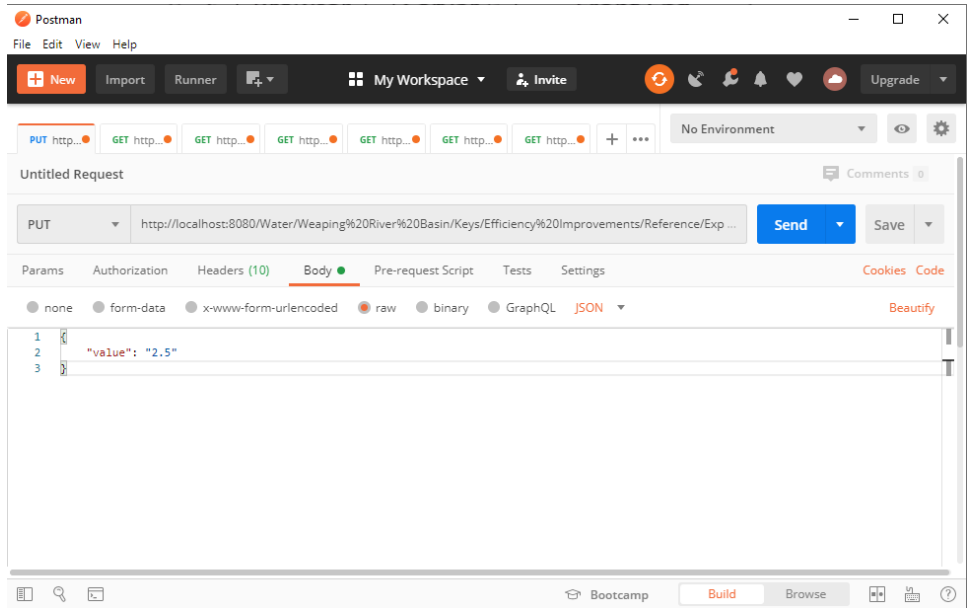 Postman
File Edit View Help
New Import Runner My Workspace Invite Upgrade
PUT http... GET http... GET http... GET http... GET http... GET http... GET http... No Environment
Untitled Request Comments 0
PUT http://localhost:8080/Water/Weaping%20River%20Basin/Keys/Efficiency%20Improvements/Reference/Exp ... Send Save
Params Authorization Headers (10) Body Pre-request Script Tests Settings Cookies Code
none form-data x-www-form-urlencoded raw binary GraphQL JSON Beautify
1 {
2 "value": "2.5"
3 }
Bootcamp Build Browse